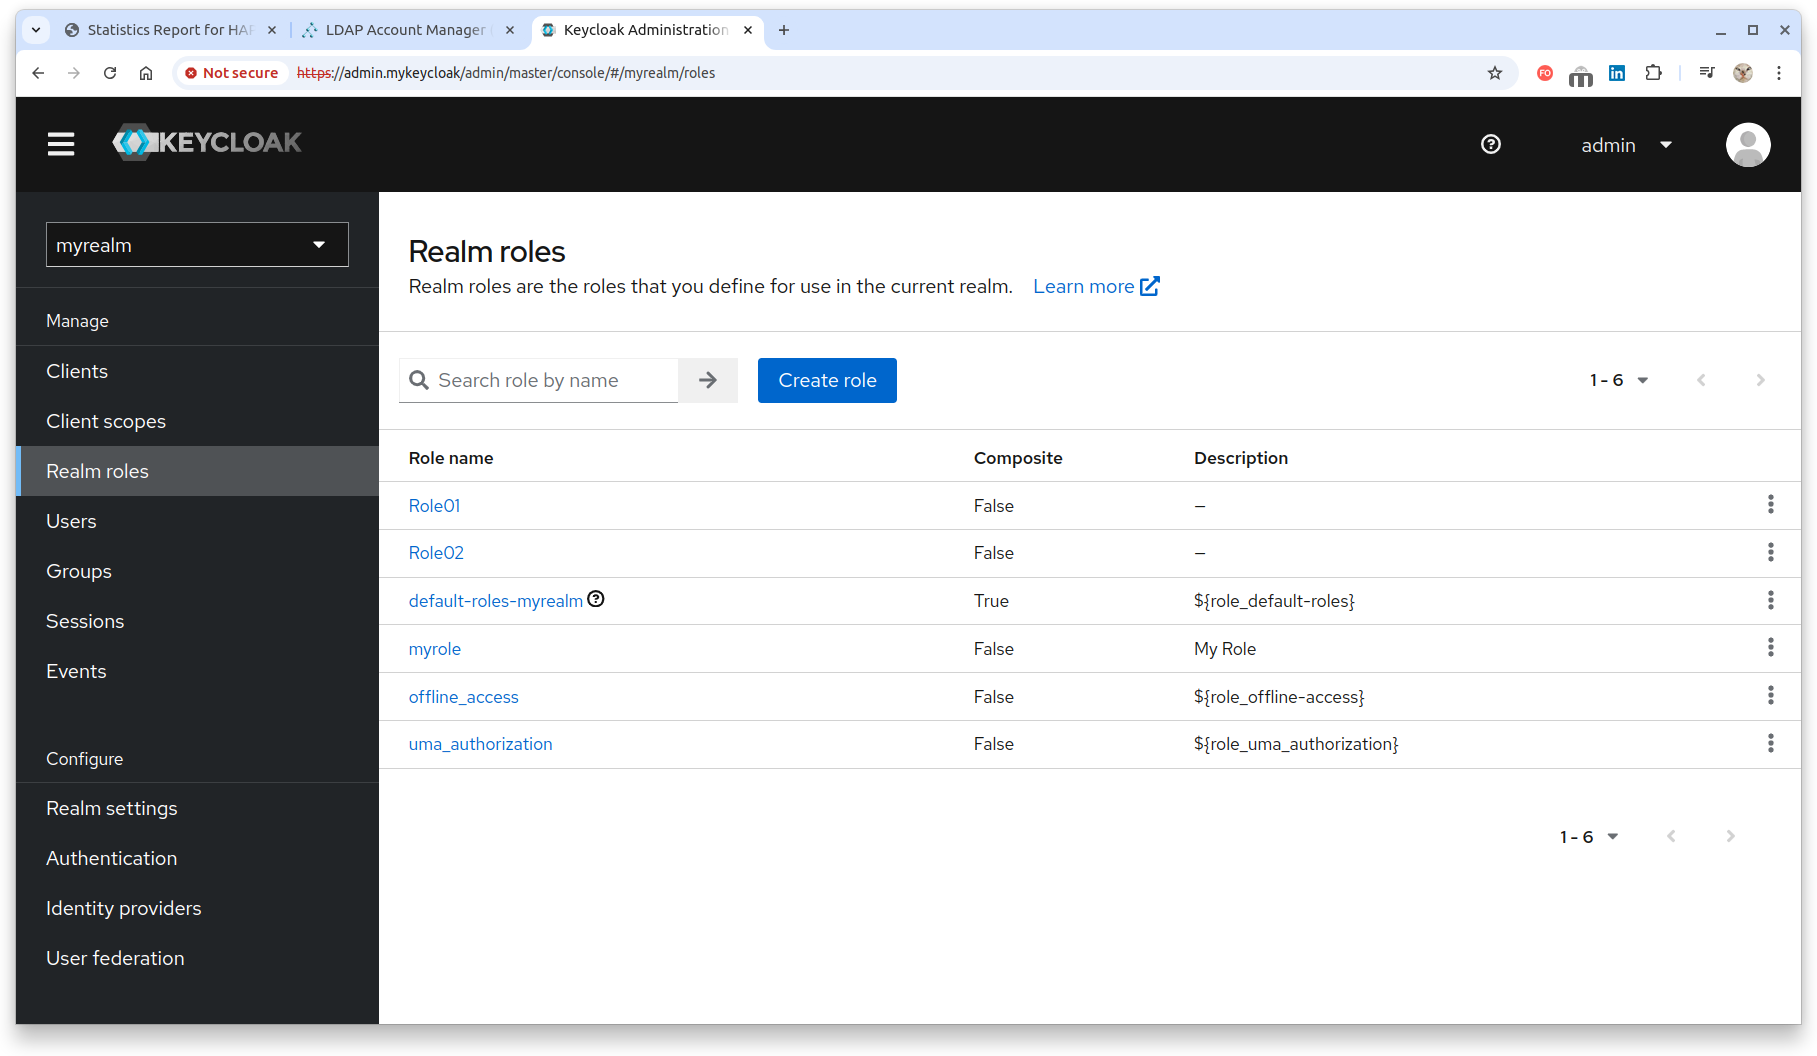 Statistics Report for HAP
LDAP Account Manager
Keycloak Administration
Not secure
https://admin.mykeycloak/admin/master/console/#/myrealm/roles
FO
in
KEYCLOAK
admin
myrealm
Manage
Clients
Client scopes
Realm roles
Users
Groups
Sessions
Events
Configure
Realm settings
Authentication
Identity providers
User federation
Realm roles
Realm roles are the roles that you define for use in the current realm. Learn more
Search role by name
Create role
1 - 6
Role name Composite Description
Role01 False –
Role02 False –
default-roles-myrealm True ${role_default-roles}
myrole False My Role
offline_access False ${role_offline-access}
uma_authorization False ${role_uma_authorization}
1 - 6